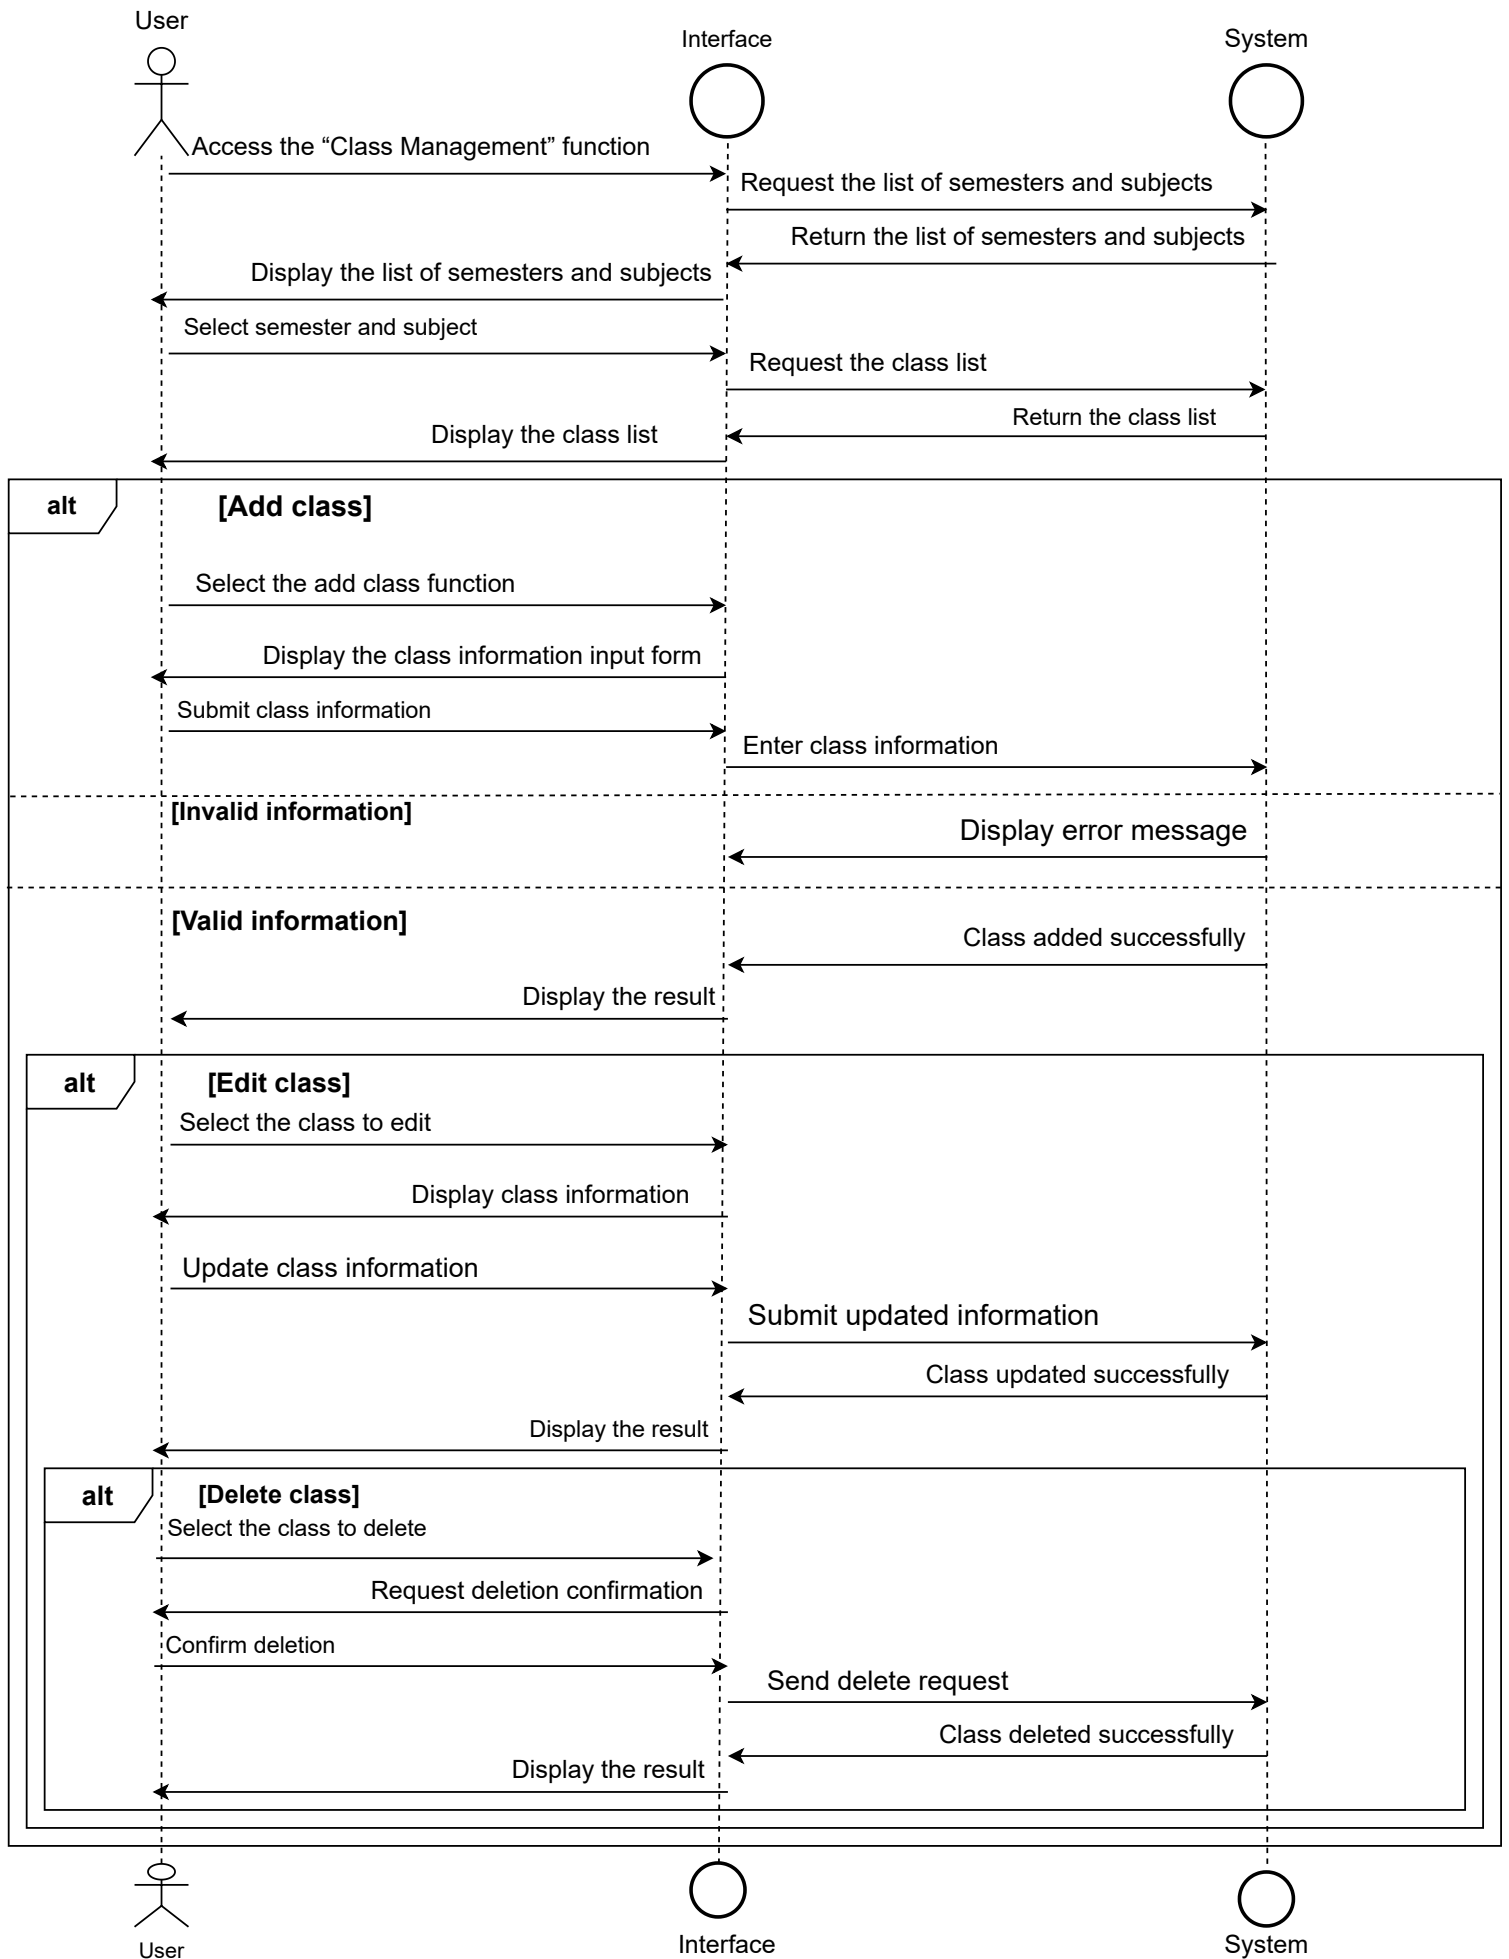 User
Interface
System
Access the “Class Management” function
Request the list of semesters and subjects
Return the list of semesters and subjects
Display the list of semesters and subjects
Select semester and subject
Request the class list
Return the class list
Display the class list
alt
[Add class]
Select the add class function
Display the class information input form
Submit class information
Enter class information
[Invalid information]
Display error message
[Valid information]
Class added successfully
Display the result
alt
[Edit class]
Select the class to edit
Display class information
Update class information
Submit updated information
Class updated successfully
Display the result
alt
[Delete class]
Select the class to delete
Request deletion confirmation
Confirm deletion
Send delete request
Class deleted successfully
Display the result
User
Interface
System